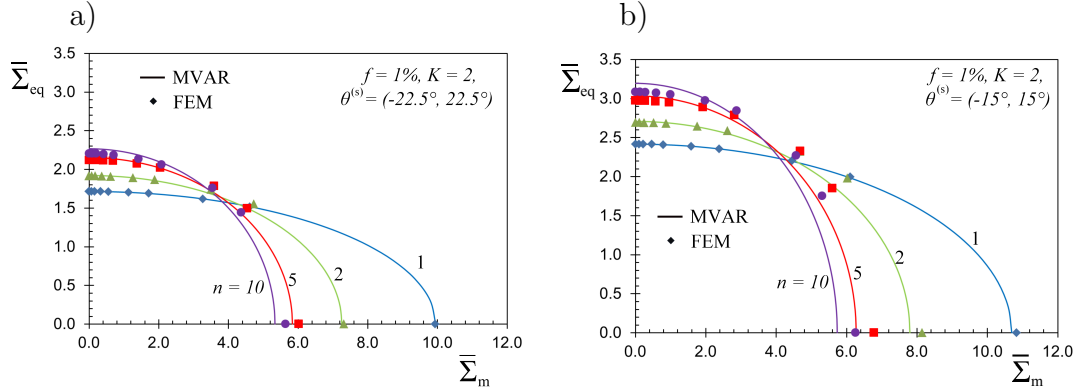 a)
3.5
3.0
2.5
2.0
1.5
1.0
0.5
0.0
Σ̅eq
MVAR
FEM
f = 1%, K = 2,
θ(s) = (-22.5°, 22.5°)
n = 10
5
2
1
0.0 2.0 4.0 6.0 8.0 10.0 12.0
Σ̅m
b)
3.5
3.0
2.5
2.0
1.5
1.0
0.5
0.0
Σ̅eq
f = 1%, K = 2,
θ(s) = (-15°, 15°)
MVAR
FEM
n = 10
5
2
1
0.0 2.0 4.0 6.0 8.0 10.0 12.0
Σ̅m